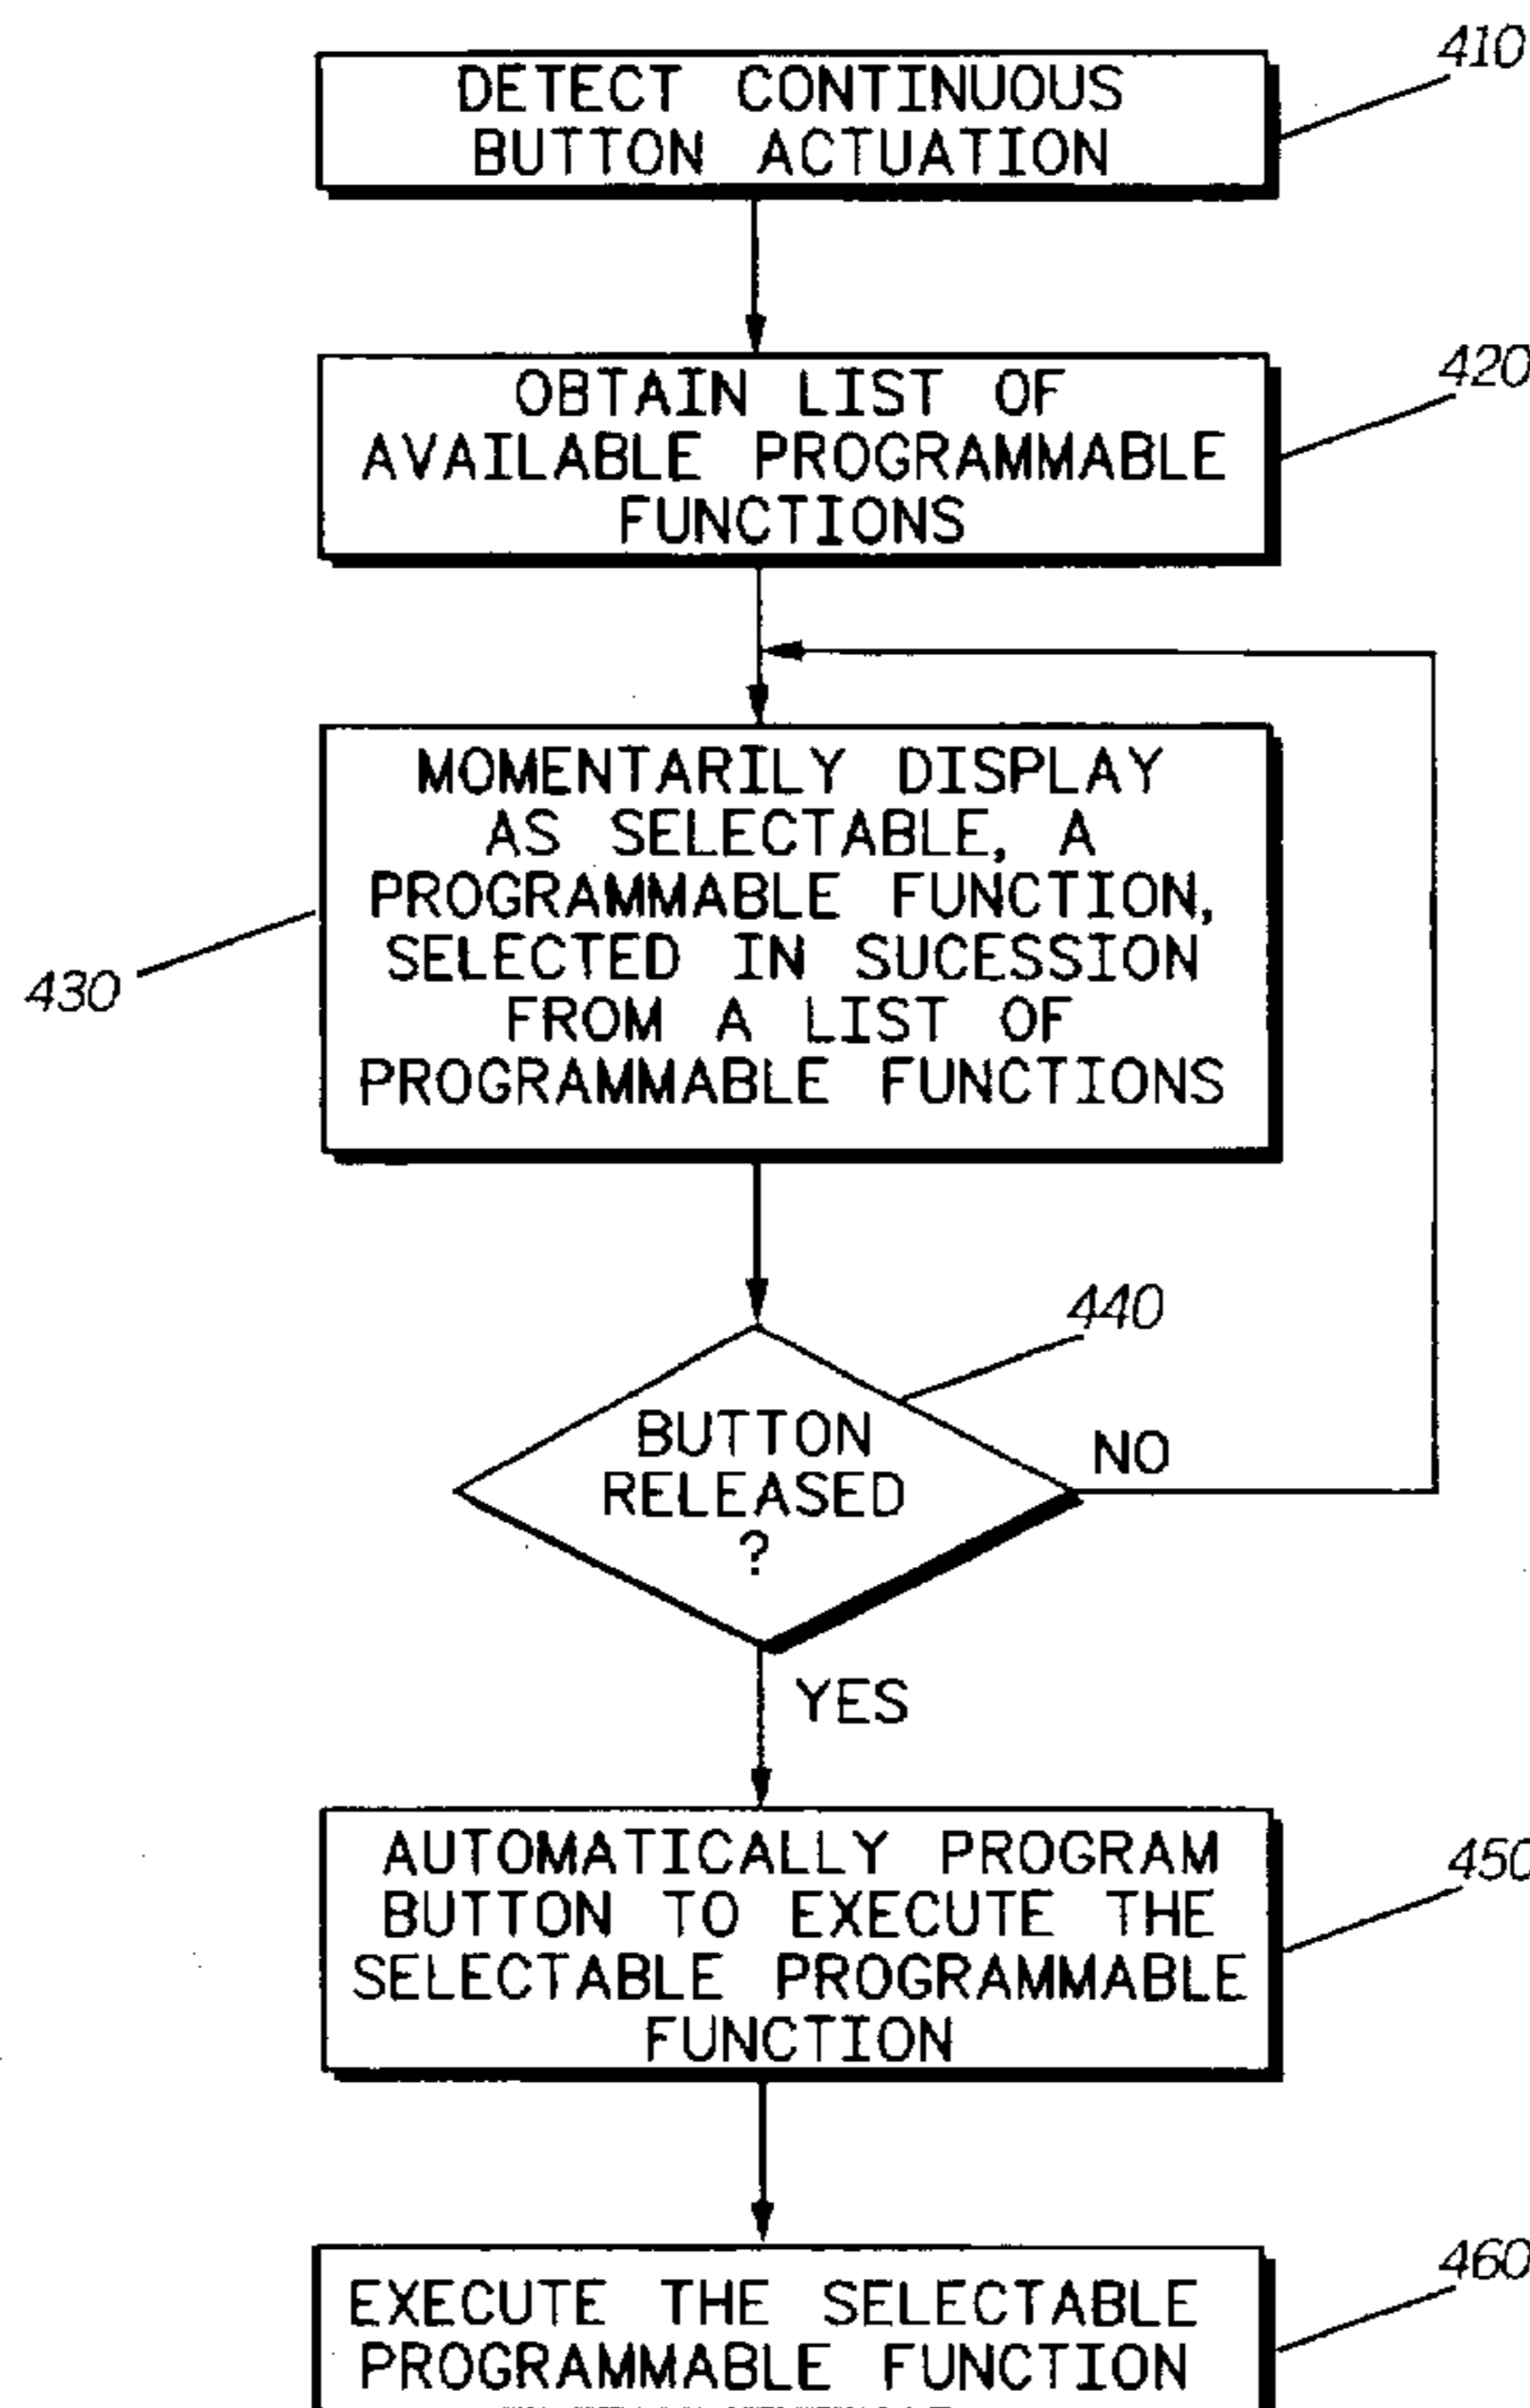 410
DETECT CONTINUOUS
BUTTON ACTUATION
420
OBTAIN LIST OF
AVAILABLE PROGRAMMABLE
FUNCTIONS
MOMENTARILY DISPLAY
AS SELECTABLE, A
PROGRAMMABLE FUNCTION,
SELECTED IN SUCESSION
FROM A LIST OF
PROGRAMMABLE FUNCTIONS
430
440
BUTTON
RELEASED
?
NO
YES
AUTOMATICALLY PROGRAM
BUTTON TO EXECUTE THE
SELECTABLE PROGRAMMABLE
FUNCTION
450
460
EXECUTE THE SELECTABLE
PROGRAMMABLE FUNCTION